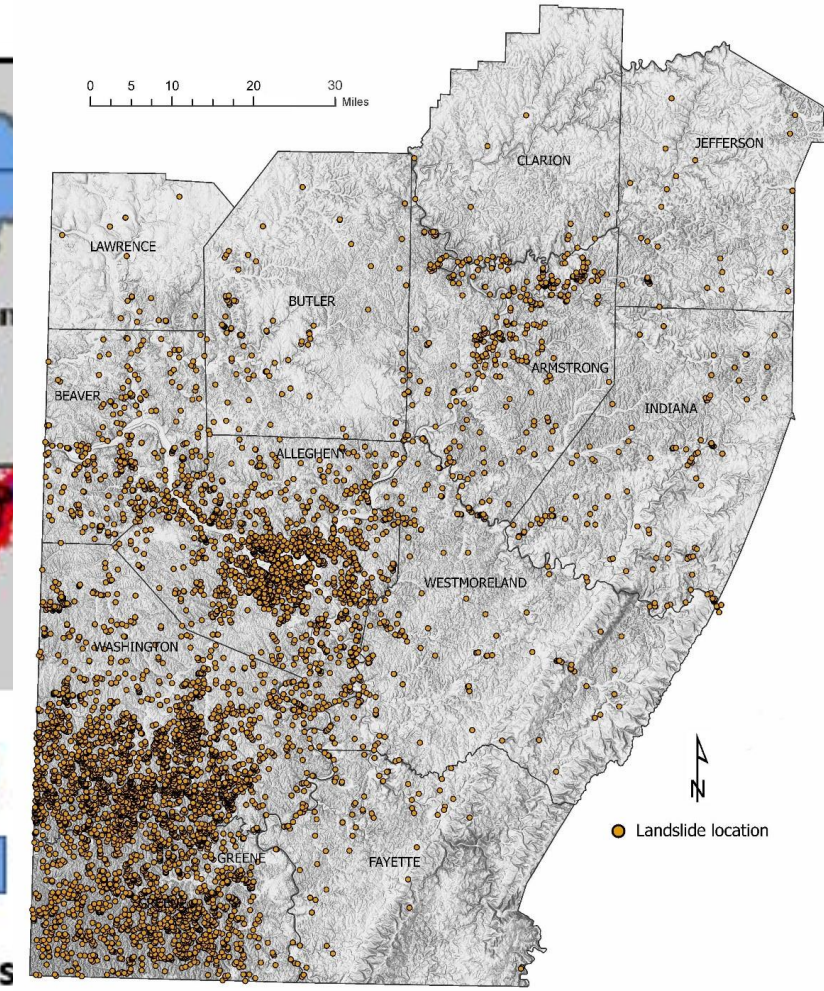 0 5 10 20 30
Miles
CLARION
JEFFERSON
LAWRENCE
BUTLER
ARMSTRONG
BEAVER
INDIANA
ALLEGHENY
WESTMORELAND
WASHINGTON
Landslide location
GREENE
FAYETTE
GREENE
N